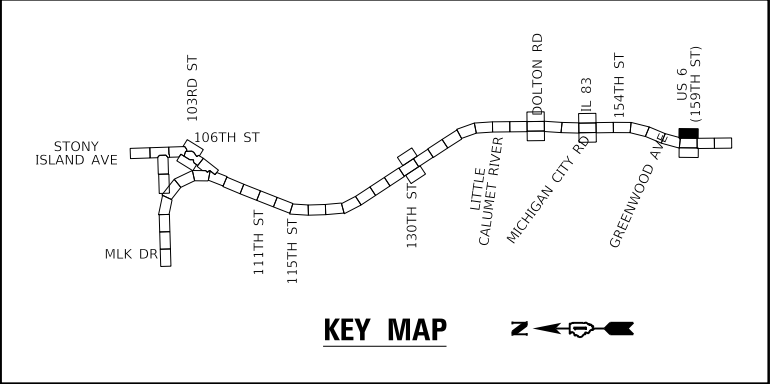 103RD ST
106TH ST
STONY
ISLAND AVE
MLK DR
111TH ST
115TH ST
130TH ST
LITTLE
CALUMET RIVER
DOLTON RD
MICHIGAN CITY RD
IL 83
154TH ST
GREENWOOD AVE
US 6
(159TH ST)
KEY MAP
N